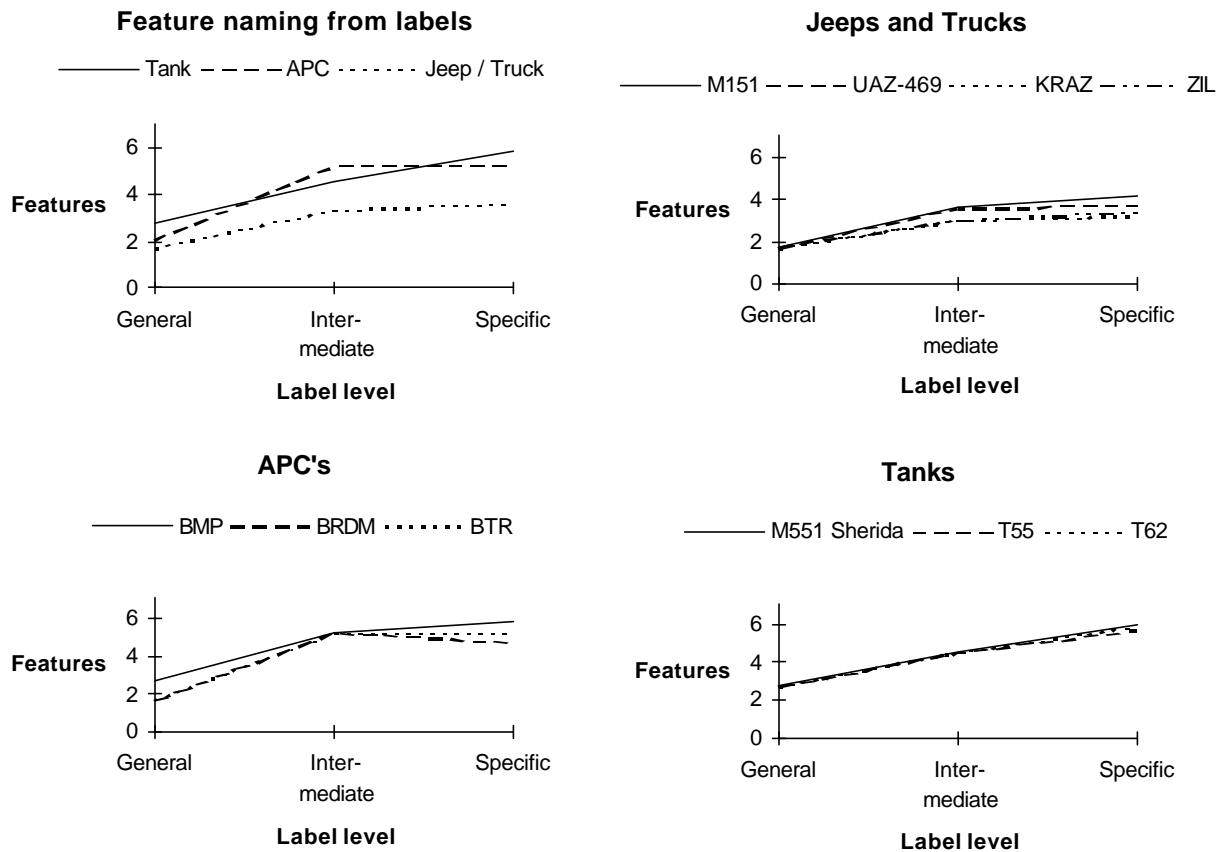 Feature naming from labels
Tank APC Jeep / Truck
6
4
Features
2
0
General Inter- Specific
mediate
Label level
Jeeps and Trucks
M151 UAZ-469 KRAZ ZIL
6
4
Features
2
0
General Inter- Specific
mediate
Label level
APC's
BMP BRDM BTR
6
4
Features
2
0
General Inter- Specific
mediate
Label level
Tanks
M551 Sherida T55 T62
6
4
Features
2
0
General Inter- Specific
mediate
Label level